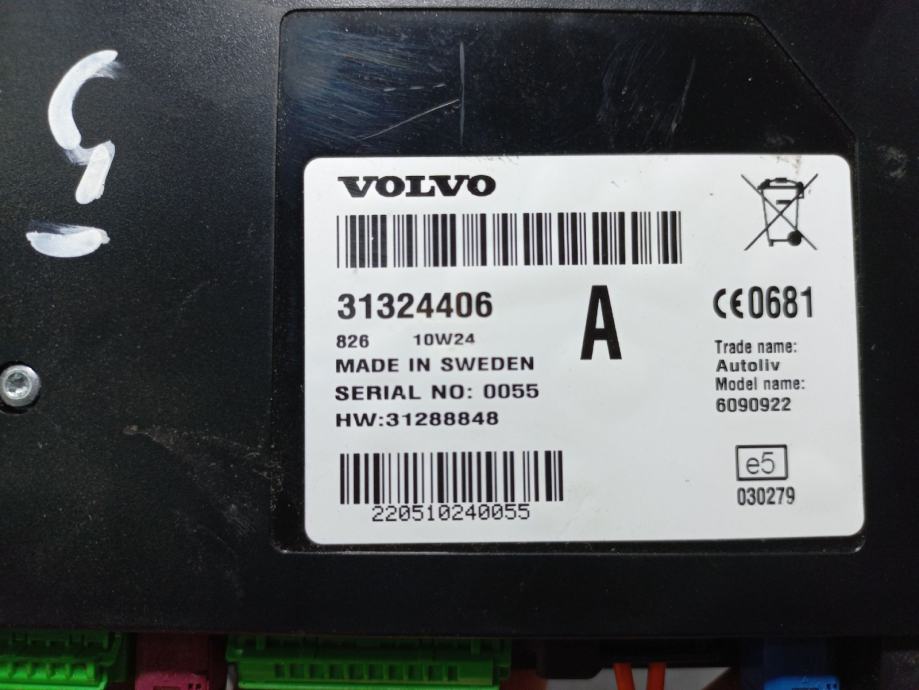 VOLVO
31324406
A
826 10W24
MADE IN SWEDEN
SERIAL NO: 0055
HW:31288848
220510240055
CE0681
Trade name:
Autoliv
Model name:
6090922
e5
030279